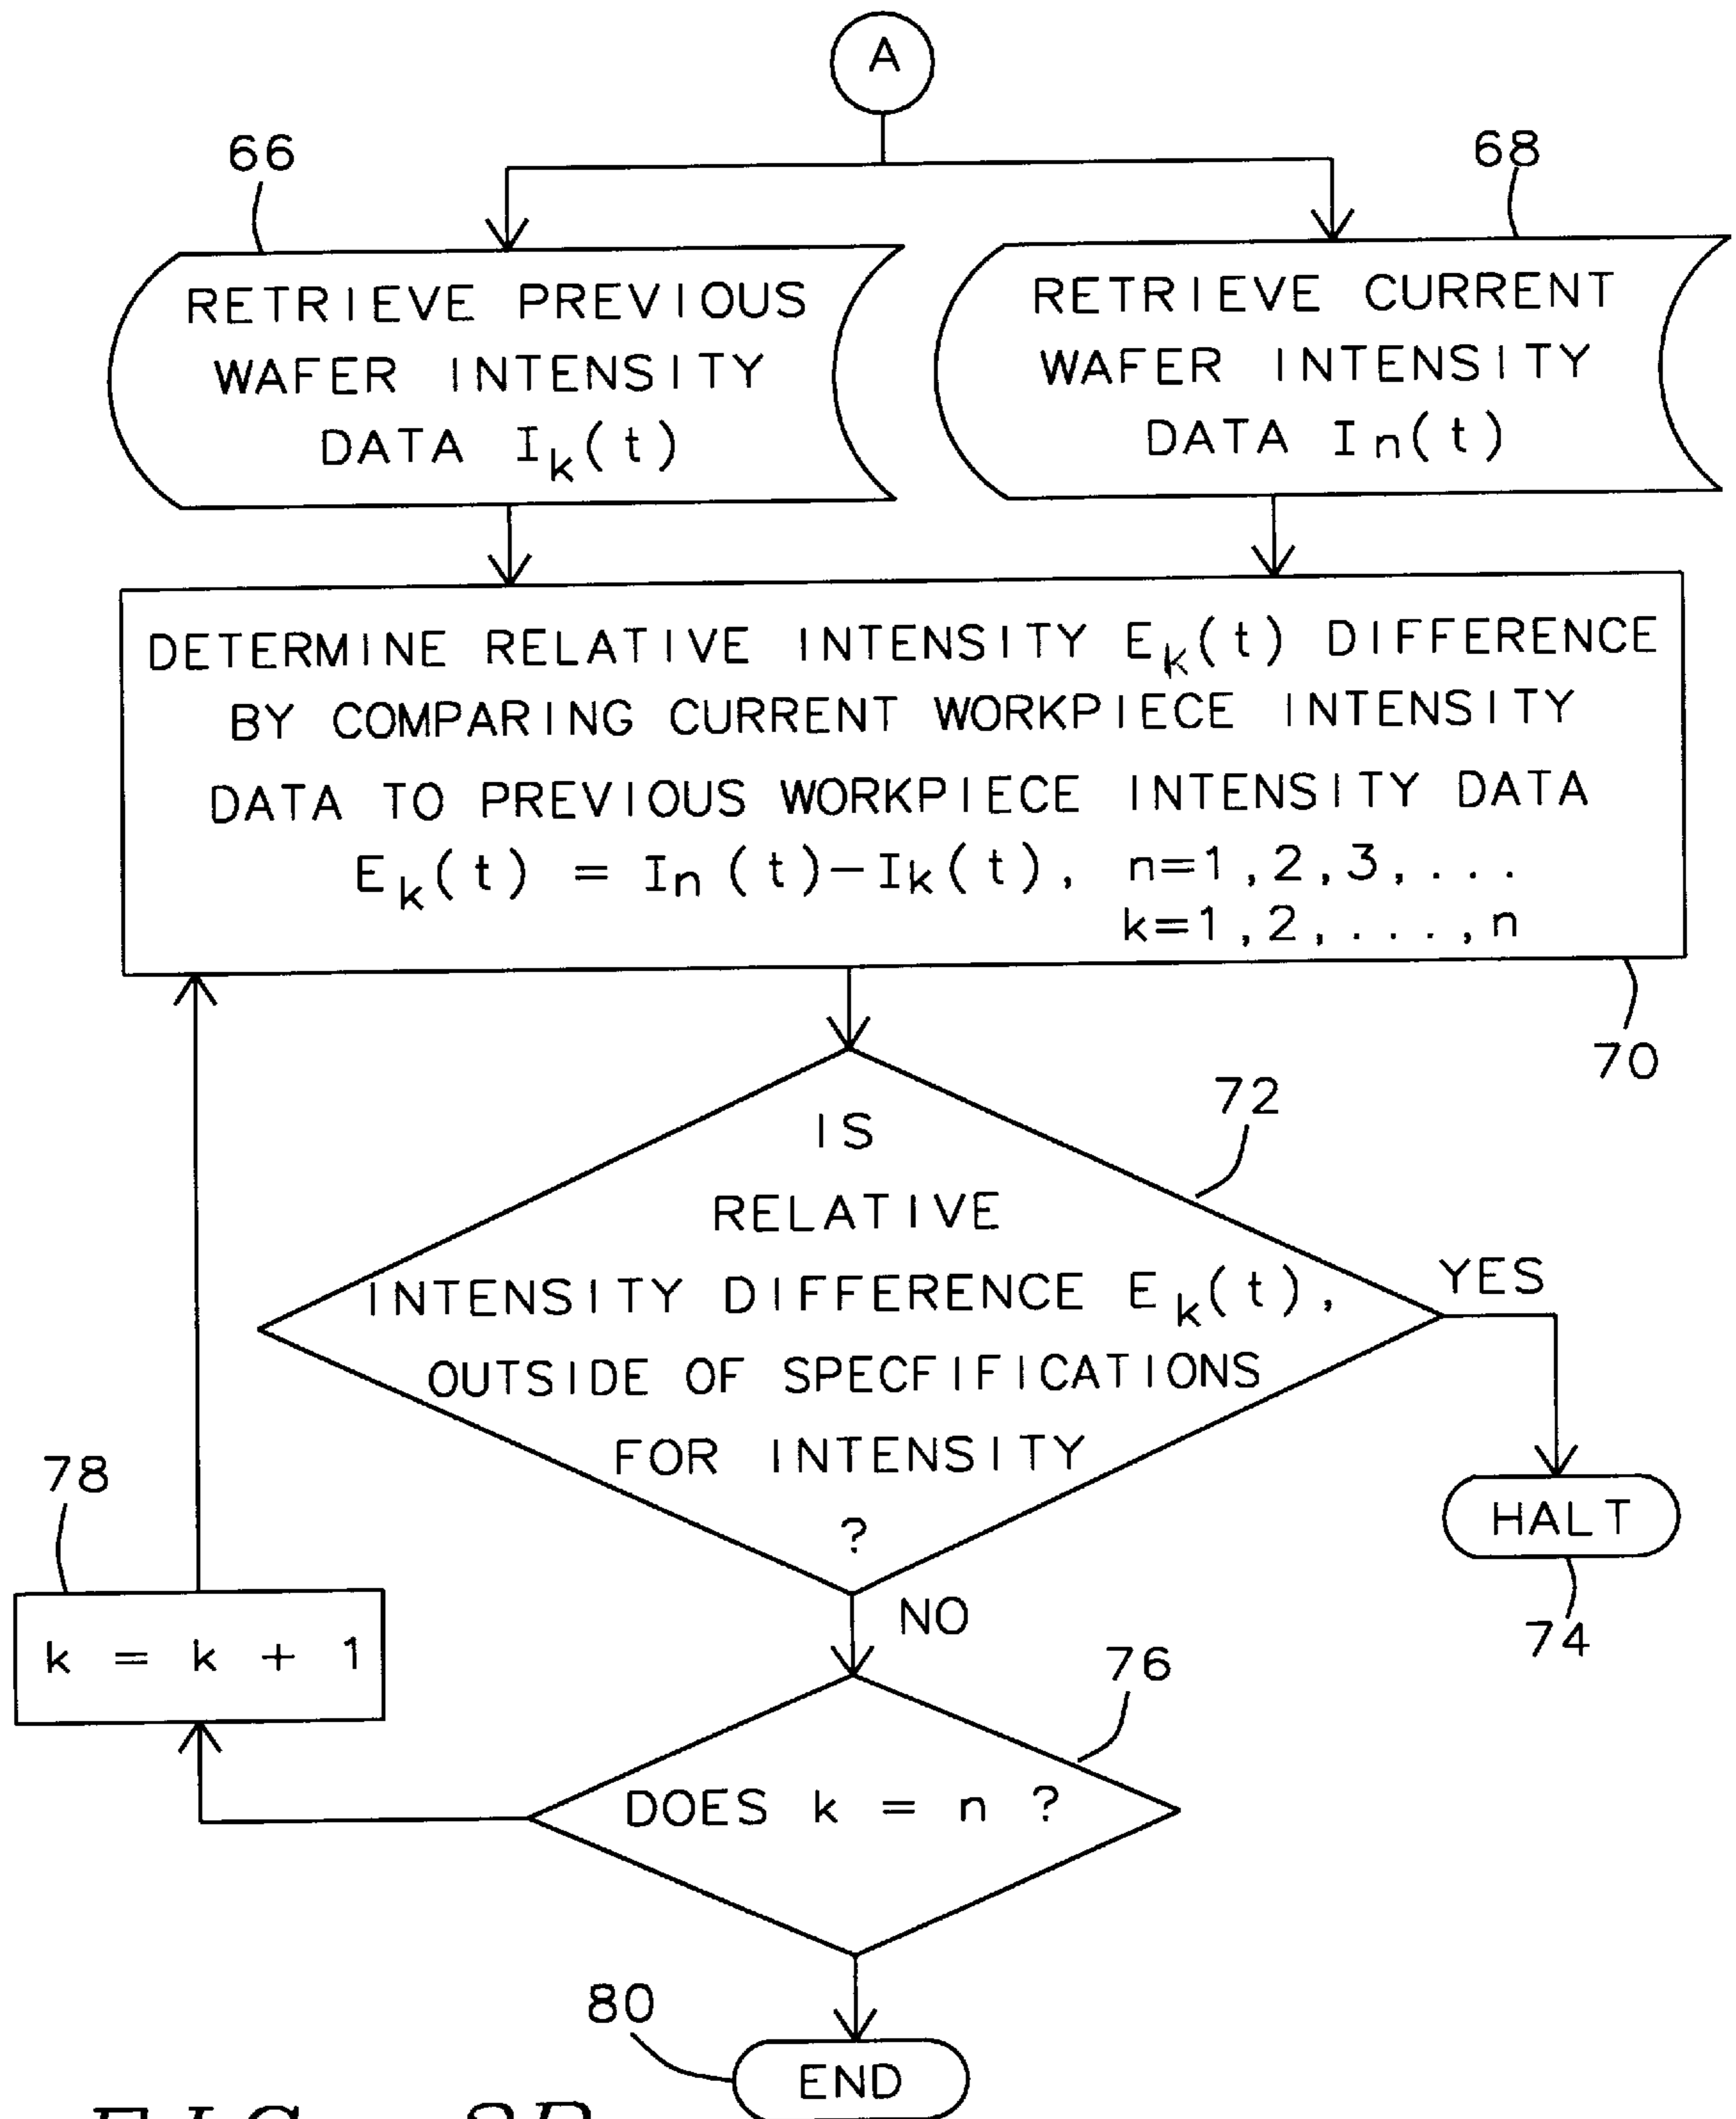 A
66
68
RETRIEVE PREVIOUS
WAFER INTENSITY
DATA Ik(t)
RETRIEVE CURRENT
WAFER INTENSITY
DATA In(t)
DETERMINE RELATIVE INTENSITY Ek(t) DIFFERENCE
BY COMPARING CURRENT WORKPIECE INTENSITY
DATA TO PREVIOUS WORKPIECE INTENSITY DATA
Ek(t) = In(t)-Ik(t), n=1,2,3,...
k=1,2,...,n
70
72
IS
RELATIVE
INTENSITY DIFFERENCE Ek(t),
OUTSIDE OF SPECFIFICATIONS
FOR INTENSITY
?
YES
HALT
74
NO
78
k = k + 1
76
DOES k = n ?
80
END